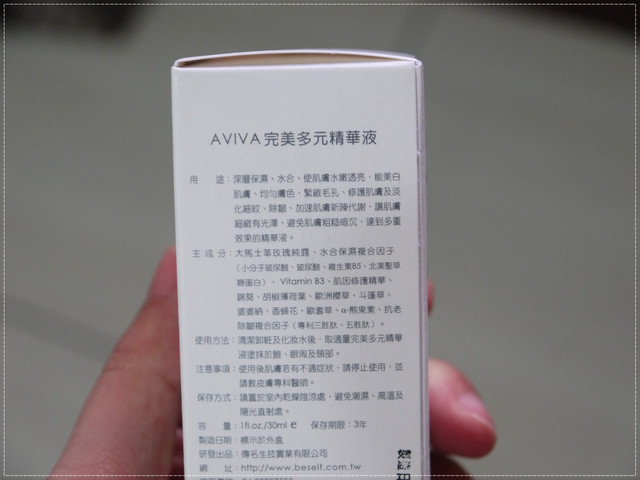 AVIVA完美多元精華液
用　途：深層保濕、水合、使肌膚水嫩透亮，能美白
肌膚、均勻膚色，緊緻毛孔、修護肌膚及淡
化細紋、除皺、加速肌膚新陳代謝，讓肌膚
細緻有光澤、避免肌膚粗糙暗沉，達到多重
效果的精華液。
主 成 分：大馬士革玫瑰純露、水合保濕複合因子
（小分子玻尿酸、玻尿酸、維生素B5、北美聖草
醣蛋白）、Vitamin B3、肌因修護精華、
錦葵、胡椒薄荷葉、歐洲櫻草、斗蓬草、
婆婆納、香蜂花、歐蓍草、α-熊果素、抗老
除皺複合因子（專利三胜肽，五胜肽）。
使用方法：清潔卸粧及化妝水後，取適量完美多元精華
液塗抹於臉、眼周及頸部。
注意事項：使用後肌膚若有不適症狀，請停止使用，並
請教皮膚專科醫師。
保存方式：請置於室內乾燥陰涼處，避免潮濕、高溫及
陽光直射處。
容　量：1fl.oz./30ml e　保存期限：3年
製造日期：標示於外盒
研發出品：傳名生技實業有限公司
網　址：http://www.beself.com.tw